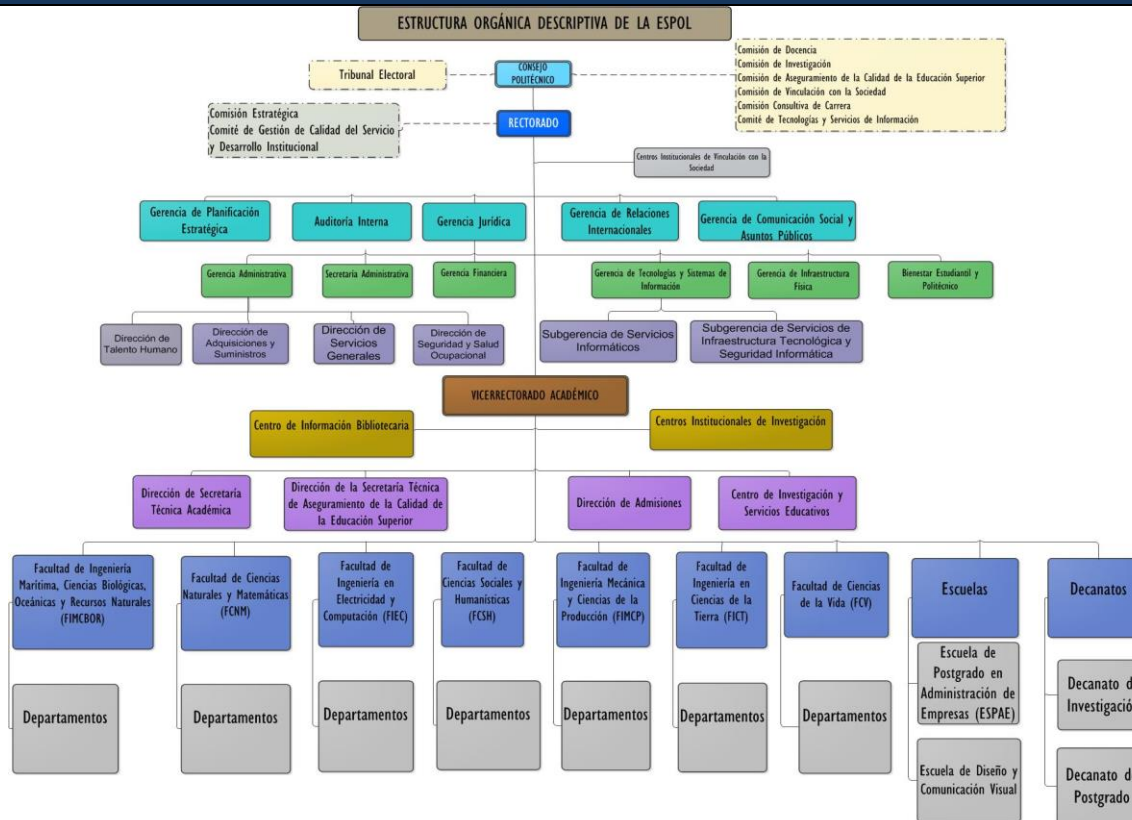 ESTRUCTURA ORGÁNICA DESCRIPTIVA DE LA ESPOL
Tribunal Electoral
CONSEJO
POLITÉCNICO
Comisión de Docencia
Comisión de Investigación
Comisión de Aseguramiento de la Calidad de la Educación Superior
Comisión de Vinculación con la Sociedad
Comisión Consultiva de Carrera
Comité de Tecnologías y Servicios de Información
Comisión Estratégica
Comité de Gestión de Calidad del Servicio
y Desarrollo Institucional
RECTORADO
Centros Institucionales de Vinculación con la
Sociedad
Gerencia de Planificación
Estratégica
Auditoría Interna
Gerencia Jurídica
Gerencia de Relaciones
Internacionales
Gerencia de Comunicación Social y
Asuntos Públicos
Gerencia Administrativa
Secretaría Administrativa
Gerencia Financiera
Gerencia de Tecnologías y Sistemas de
Información
Gerencia de Infraestructura
Física
Bienestar Estudiantil y
Politécnico
Dirección de
Talento Humano
Dirección de
Adquisiciones y
Suministros
Dirección de
Servicios
Generales
Dirección de
Seguridad y Salud
Ocupacional
Subgerencia de Servicios
Informáticos
Subgerencia de Servicios de
Infraestructura Tecnológica y
Seguridad Informática
VICERRECTORADO ACADÉMICO
Centro de Información Bibliotecaria
Centros Institucionales de Investigación
Dirección de Secretaría
Técnica Académica
Dirección de la Secretaría Técnica
de Aseguramiento de la Calidad de
la Educación Superior
Dirección de Admisiones
Centro de Investigación y
Servicios Educativos
Facultad de Ingeniería
Marítima, Ciencias Biológicas,
Oceánicas y Recursos Naturales
(FIMCBOR)
Facultad de Ciencias
Naturales y Matemáticas
(FCNM)
Facultad de
Ingeniería en
Electricidad y
Computación (FIEC)
Facultad de
Ciencias Sociales y
Humanísticas
(FCSH)
Facultad de
Ingeniería Mecánica
y Ciencias de la
Producción (FIMCP)
Facultad de
Ingeniería en
Ciencias de la
Tierra (FICT)
Facultad de Ciencias
de la Vida (FCV)
Escuelas
Decanatos
Departamentos
Departamentos
Departamentos
Departamentos
Departamentos
Departamentos
Departamentos
Escuela de
Postgrado en
Administración de
Empresas (ESPAE)
Escuela de Diseño y
Comunicación Visual
Decanato d
Investigació
Decanato d
Postgrado